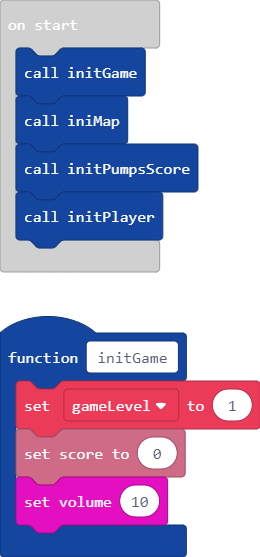 on start
call initGame
call iniMap
call initPumpsScore
call initPlayer
function initGame
set gameLevel to 1
set score to 0
set volume 10